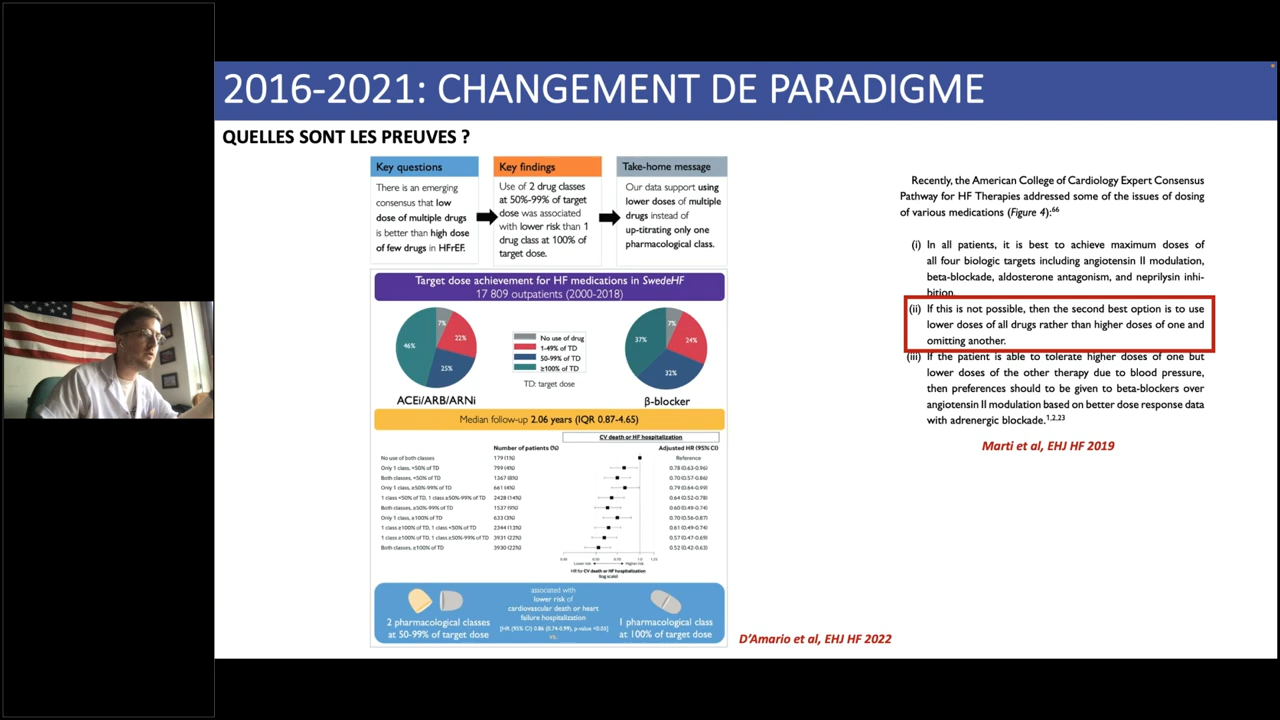 2016-2021: CHANGEMENT DE PARADIGME
QUELLES SONT LES PREUVES ?
Key questions
There is an emerging
consensus that low
dose of multiple drugs
is better than high dose
of few drugs in HFrEF.
Key findings
Use of 2 drug classes
at 50%-99% of target
dose was associated
with lower risk than 1
drug class at 100% of
target dose.
Take-home message
Our data support using
lower doses of multiple
drugs instead of
up-titrating only one
pharmacological class.
Target dose achievement for HF medications in SwedeHF
17 809 outpatients (2000-2018)
7%
22%
25%
46%
ACEi/ARB/ARNi
No use of drug
1-49% of TD
50-99% of TD
≥100% of TD
TD: target dose
7%
24%
32%
37%
β-blocker
Median follow-up 2.06 years (IQR 0.87-4.65)
CV death or HF hospitalization
Number of patients (%) Adjusted HR (95% CI)
No use of both classes 179 (1%) Reference
Only 1 class, <50% of TD 799 (4%) 0.78 (0.63-0.96)
Both classes, <50% of TD 1367 (8%) 0.70 (0.57-0.86)
Only 1 class, ≥50%-99% of TD 661 (4%) 0.79 (0.64-0.99)
1 class <50% of TD, 1 class ≥50%-99% of TD 2428 (14%) 0.64 (0.52-0.78)
Both classes, ≥50%-99% of TD 1537 (9%) 0.60 (0.49-0.74)
Only 1 class, ≥100% of TD 633 (3%) 0.70 (0.56-0.87)
1 class ≥100% of TD, 1 class <50% of TD 2344 (13%) 0.61 (0.49-0.74)
1 class ≥100% of TD, 1 class ≥50%-99% of TD 3931 (22%) 0.57 (0.47-0.69)
Both classes, ≥100% of TD 3930 (22%) 0.52 (0.42-0.63)
Lower risk Higher risk
HR for CV death or HF hospitalization
(log scale)
2 pharmacological classes
at 50-99% of target dose
associated with
lower risk of
cardiovascular death or heart
failure hospitalization
[HR (95% CI) 0.86 (0.74-0.99), p-value <0.05]
vs.
1 pharmacological class
at 100% of target dose
D'Amario et al, EHJ HF 2022
Recently, the American College of Cardiology Expert Consensus
Pathway for HF Therapies addressed some of the issues of dosing
of various medications (Figure 4):66
(i) In all patients, it is best to achieve maximum doses of
all four biologic targets including angiotensin II modulation,
beta-blockade, aldosterone antagonism, and neprilysin inhi-
bition.
(ii) If this is not possible, then the second best option is to use
lower doses of all drugs rather than higher doses of one and
omitting another.
(iii) If the patient is able to tolerate higher doses of one but
lower doses of the other therapy due to blood pressure,
then preferences should be given to beta-blockers over
angiotensin II modulation based on better dose response data
with adrenergic blockade.1,2,23
Marti et al, EHJ HF 2019